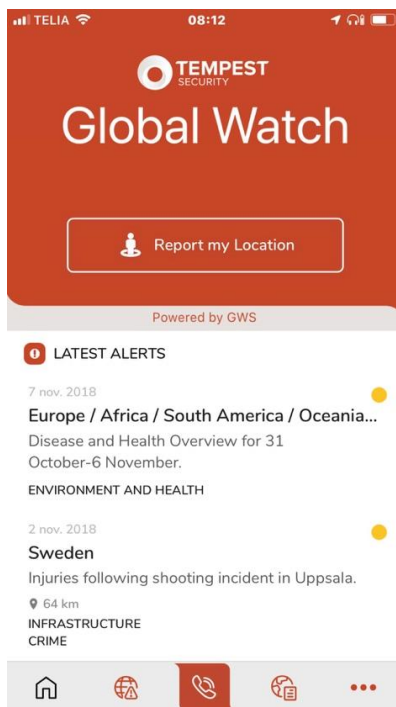 TELIA 08:12
TEMPEST
SECURITY
Global Watch
Report my Location
Powered by GWS
LATEST ALERTS
7 nov. 2018
Europe / Africa / South America / Oceania...
Disease and Health Overview for 31
October-6 November.
ENVIRONMENT AND HEALTH
2 nov. 2018
Sweden
Injuries following shooting incident in Uppsala.
64 km
INFRASTRUCTURE
CRIME